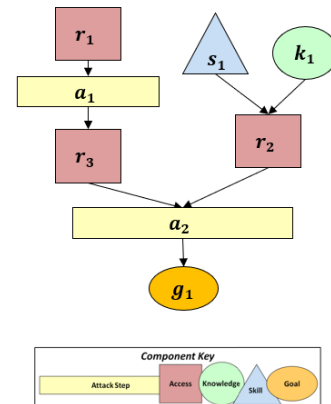 r₁
s₁
k₁
a₁
r₃
r₂
a₂
g₁
Component Key
Attack Step
Access
Knowledge
Skill
Goal